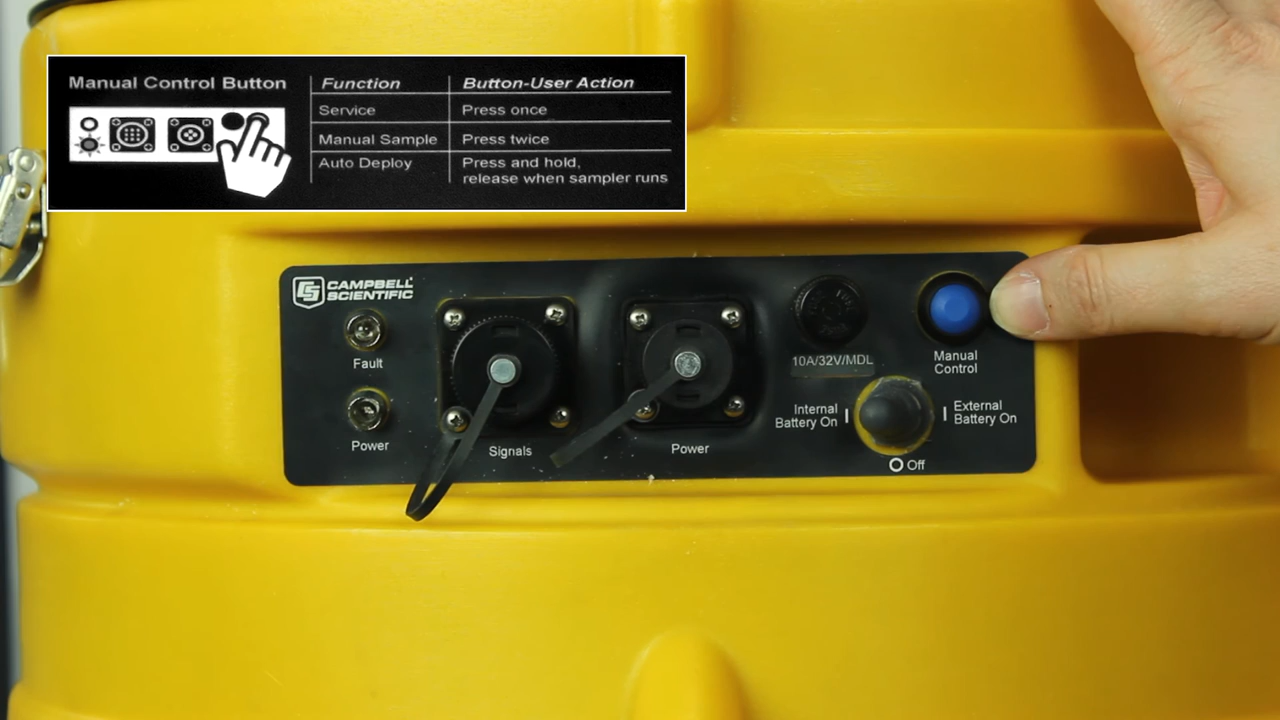 Manual Control Button
Function Button-User Action
Service Press once
Manual Sample Press twice
Auto Deploy Press and hold,
release when sampler runs
CAMPBELL
SCIENTIFIC
Fault
Power
Signals
Power
10A/32V/MDL
Manual
Control
Internal
Battery On
External
Battery On
Off